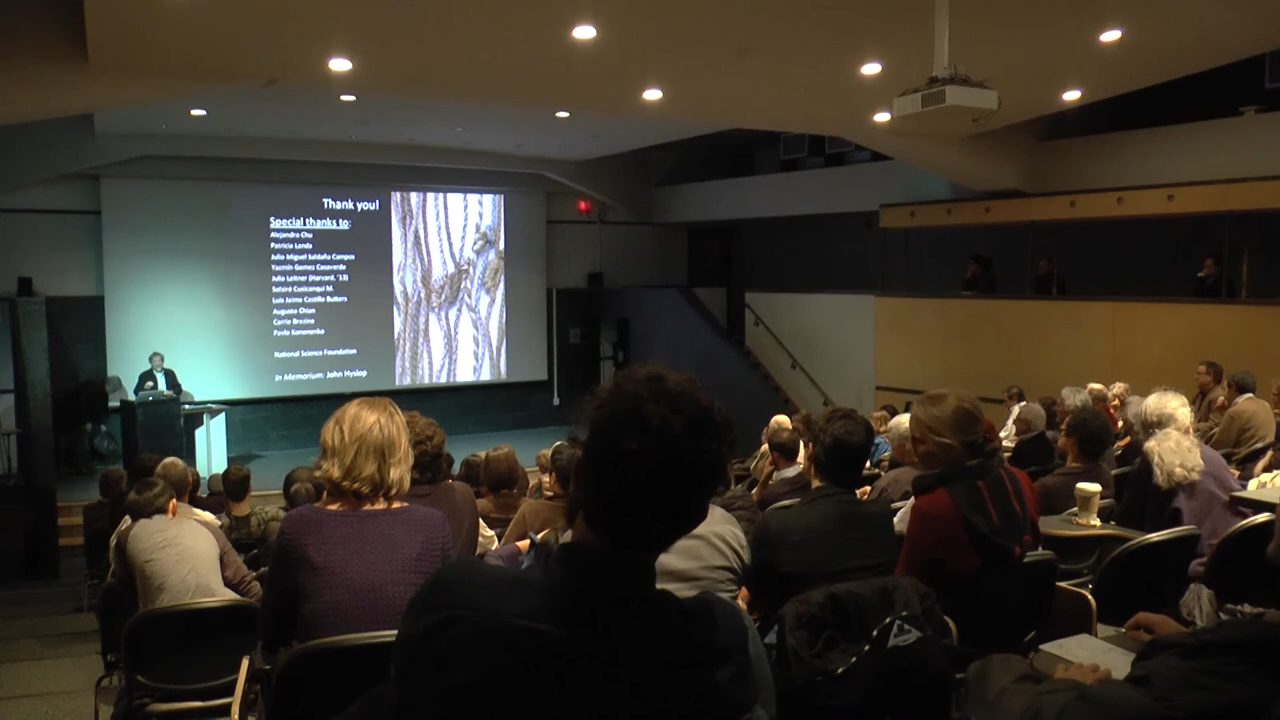 Thank you!
Special thanks to:
Alejandro Chu
Patricia Landa
Julio Miguel Saldaña Campos
Yazmin Gomez Casaverde
Julia Leitner (Harvard, '13)
Solsiré Cusicanqui M.
Luis Jaime Castillo Butters
Augusto Chian
Carrie Brezine
Pavlo Kononenko
National Science Foundation
In Memorium: John Hyslop